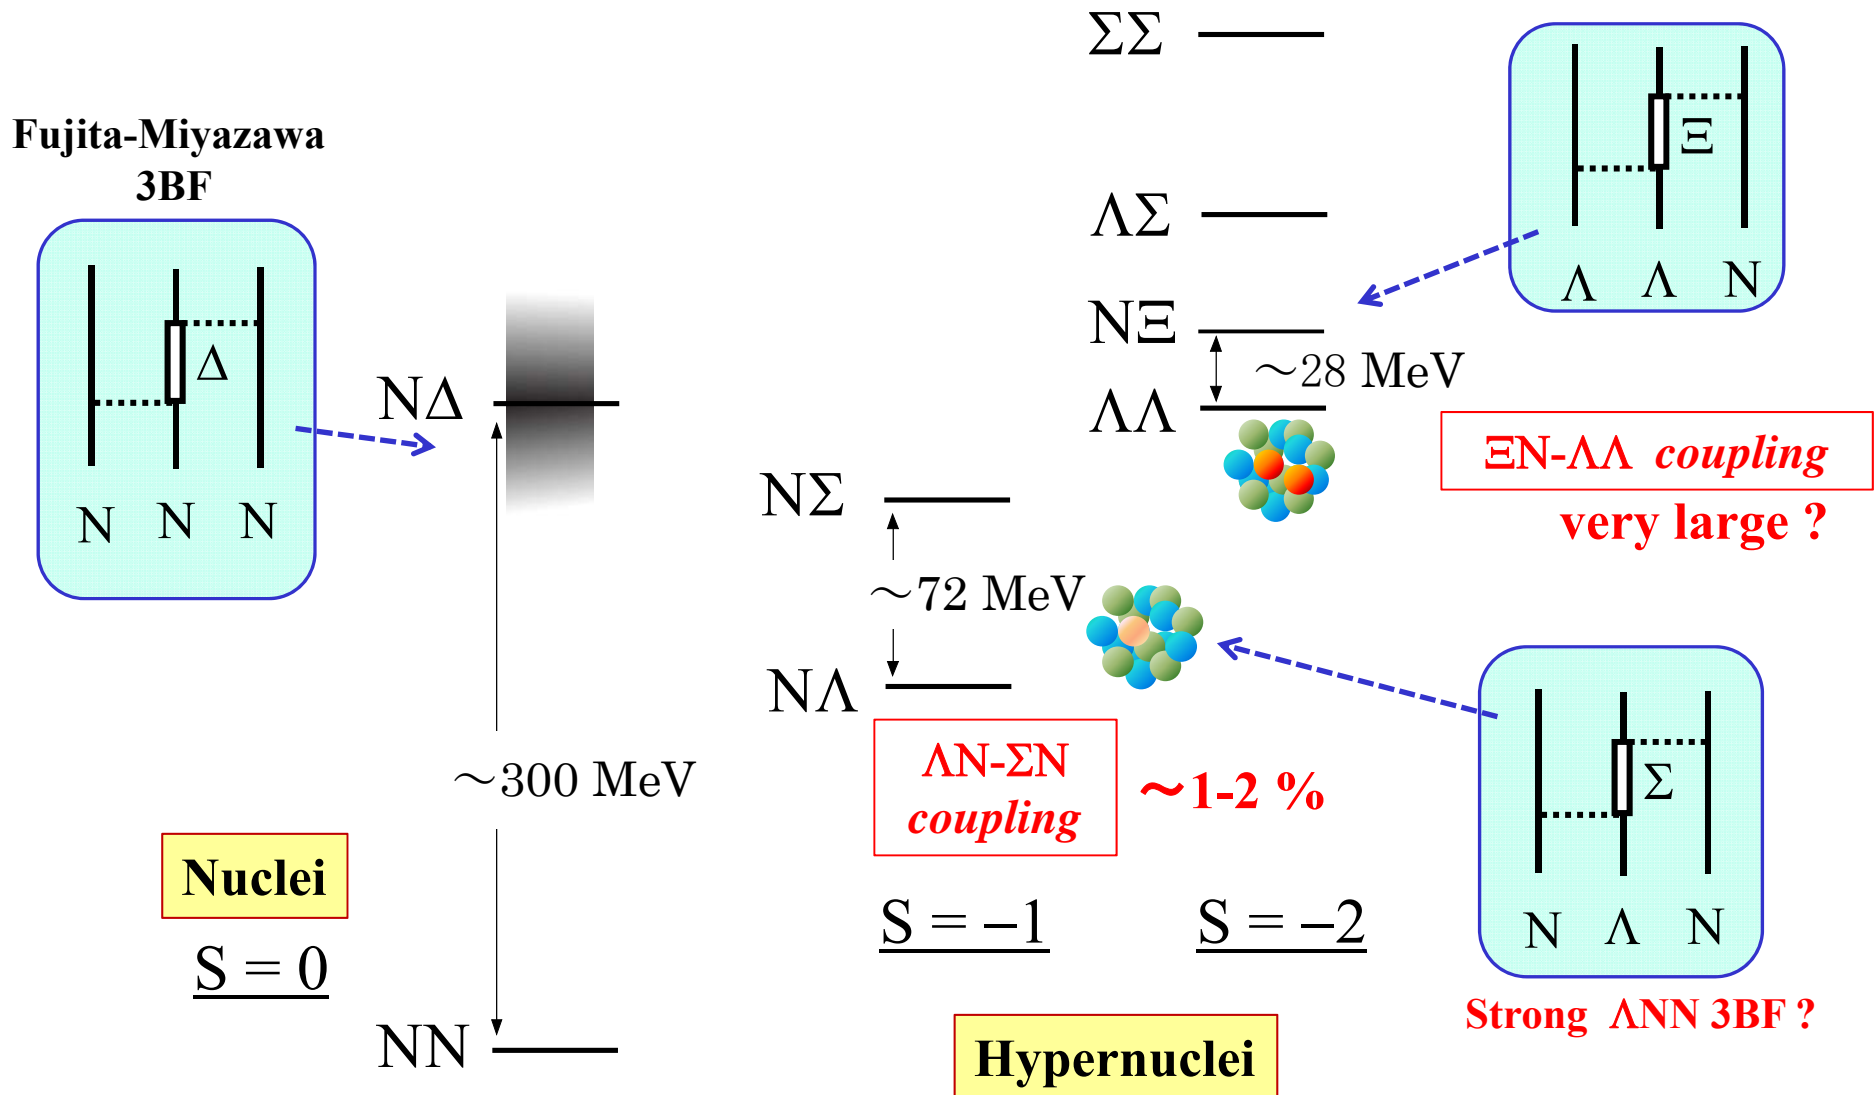 Fujita-Miyazawa
3BF
Δ
N N N
NΔ
~300 MeV
NN
Nuclei
S = 0
NΣ
~72 MeV
NΛ
ΛN-ΣN
coupling
~1-2 %
S = –1
ΣΣ
ΛΣ
NΞ
~28 MeV
ΛΛ
S = –2
Hypernuclei
Ξ
Λ Λ N
ΞN-ΛΛ coupling
very large ?
Σ
N Λ N
Strong ΛNN 3BF ?